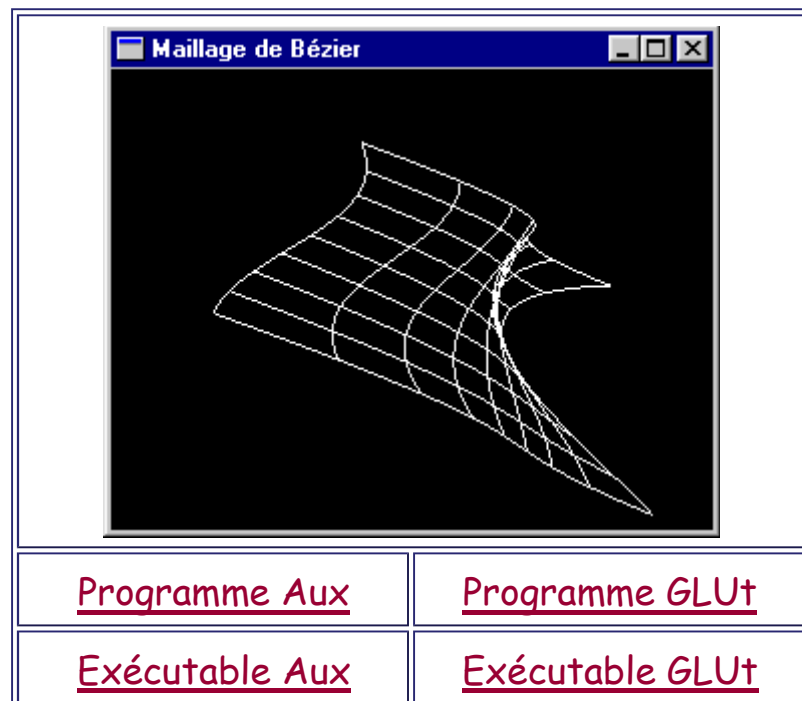 Maillage de Bézier
Programme Aux
Programme GLUt
Exécutable Aux
Exécutable GLUt